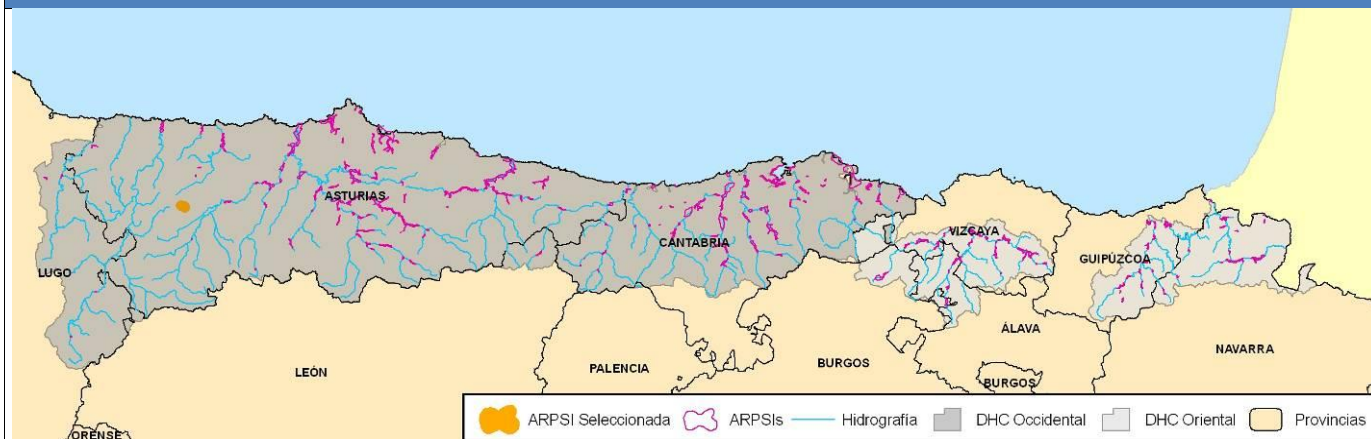 ASTURIAS
VIZCAYA
CANTABRIA
GUIPÚZCOA
LUGO
ÁLAVA
NAVARRA
BURGOS
PALENCIA
LEÓN
BURGOS
ORENSE
ARPSI Seleccionada
ARPSIs
Hidrografía
DHC Occidental
DHC Oriental
Provincias